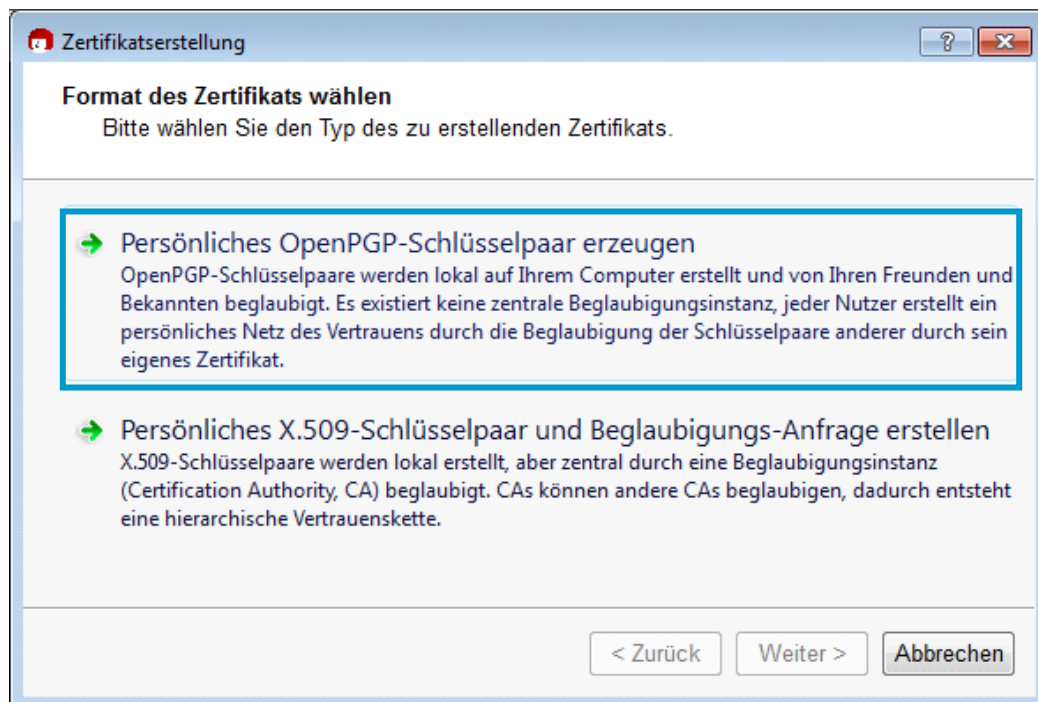 Zertifikatserstellung
Format des Zertifikats wählen
Bitte wählen Sie den Typ des zu erstellenden Zertifikats.
Persönliches OpenPGP-Schlüsselpaar erzeugen
OpenPGP-Schlüsselpaare werden lokal auf Ihrem Computer erstellt und von Ihren Freunden und
Bekannten beglaubigt. Es existiert keine zentrale Beglaubigungsinstanz, jeder Nutzer erstellt ein
persönliches Netz des Vertrauens durch die Beglaubigung der Schlüsselpaare anderer durch sein
eigenes Zertifikat.
Persönliches X.509-Schlüsselpaar und Beglaubigungs-Anfrage erstellen
X.509-Schlüsselpaare werden lokal erstellt, aber zentral durch eine Beglaubigungsinstanz
(Certification Authority, CA) beglaubigt. CAs können andere CAs beglaubigen, dadurch entsteht
eine hierarchische Vertrauenskette.
< Zurück Weiter > Abbrechen